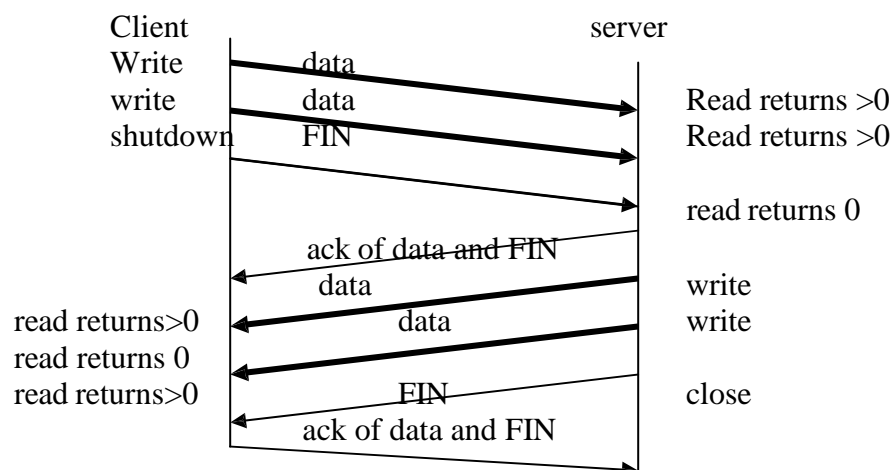 Client server
Write data
write data Read returns >0
shutdown FIN Read returns >0
read returns 0
ack of data and FIN
data write
read returns>0 data write
read returns 0
read returns>0 FIN close
ack of data and FIN